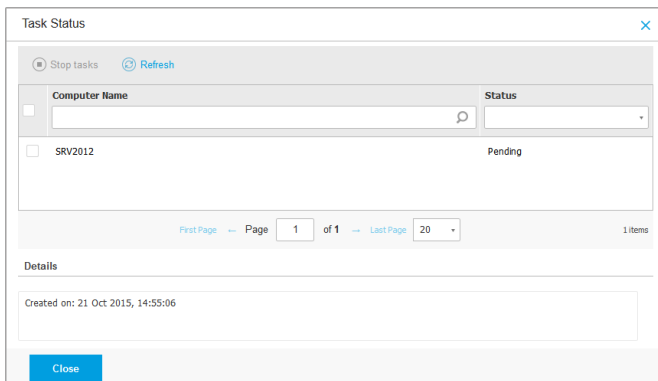 Task Status
Stop tasks Refresh
Computer Name Status
SRV2012 Pending
First Page ← Page 1 of 1 → Last Page 20 1 items
Details
Created on: 21 Oct 2015, 14:55:06
Close